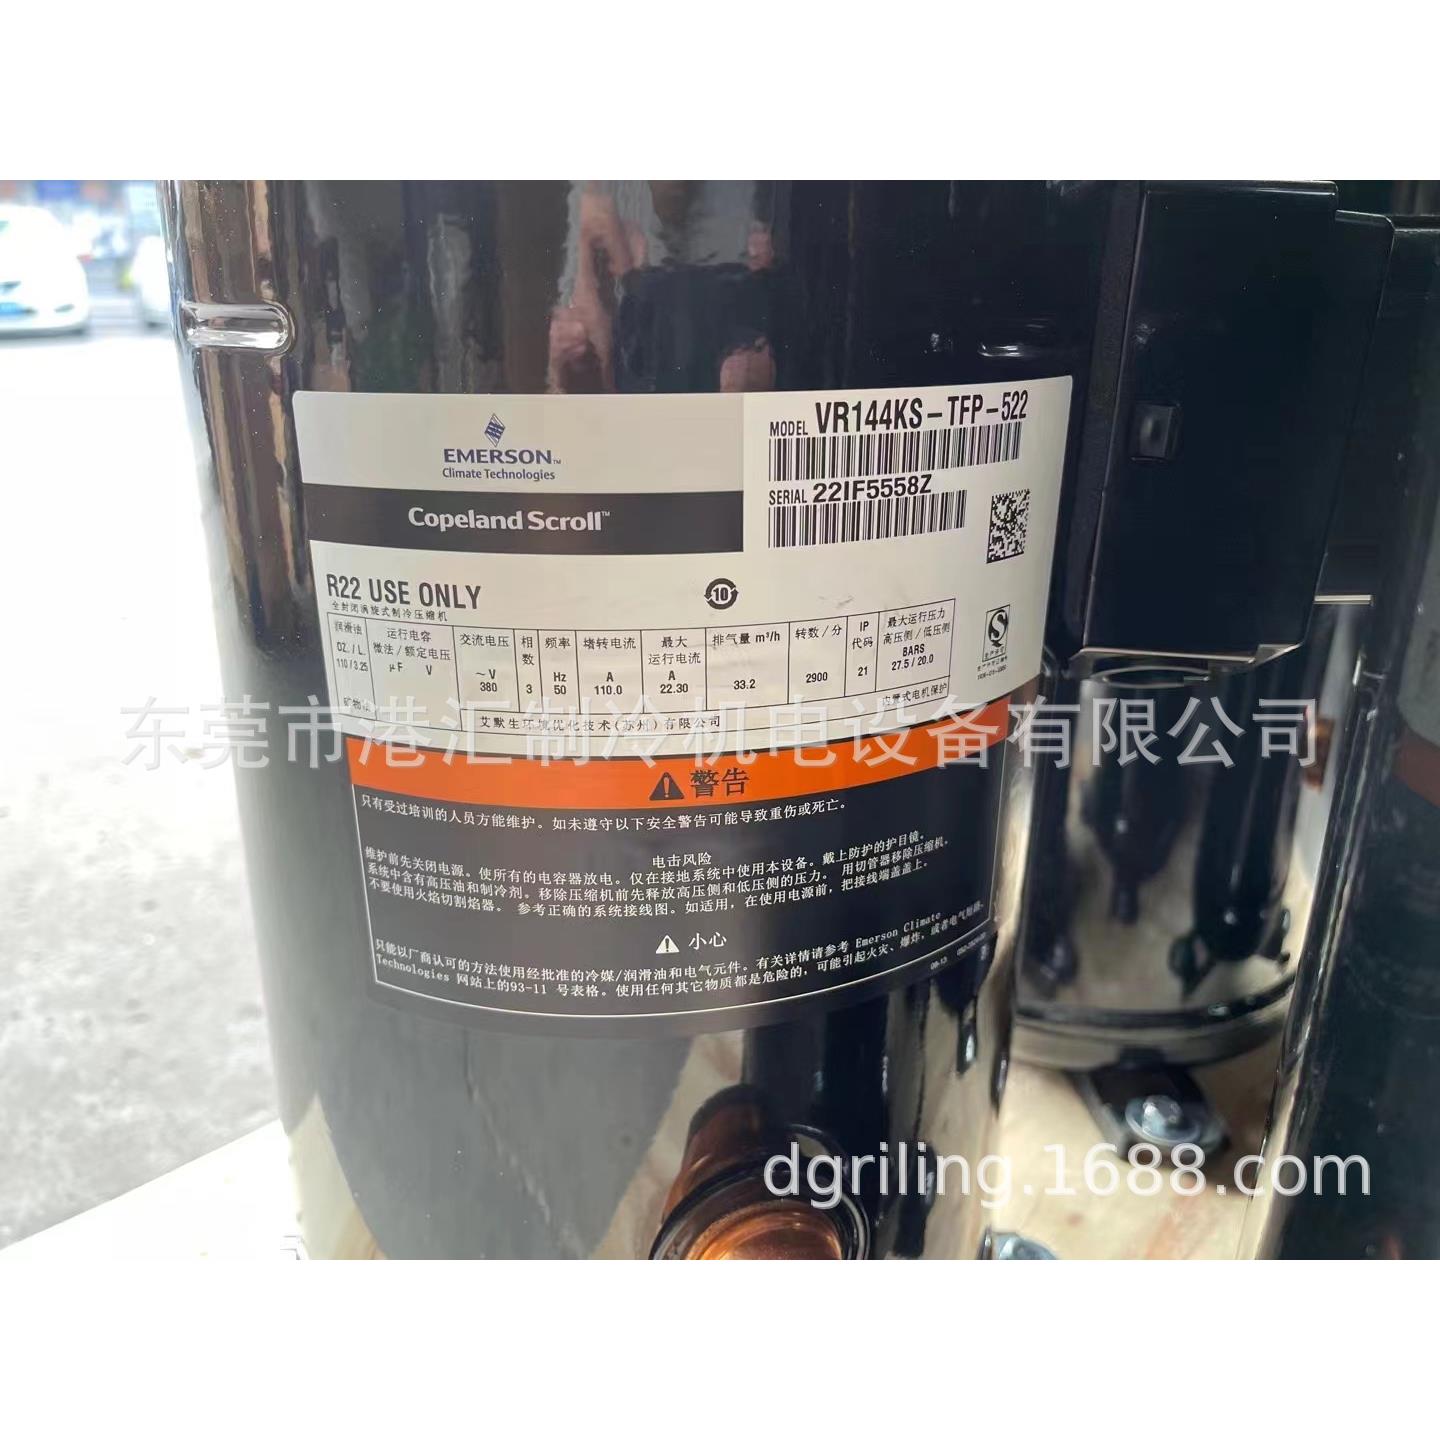 EMERSON™
Climate Technologies
Copeland Scroll™
MODEL VR144KS-TFP-522
SERIAL 22IF5558Z
R22 USE ONLY
全封闭涡旋式制冷压缩机
10
润滑油 OZ./L. 110/3.25 矿物油
运行电容 微法/额定电压 μF V
交流电压 ~V 380
相数 3
频率 Hz 50
堵转电流 A 110.0
最大运行电流 A 22.30
排气量 m³/h 33.2
转数/分 2900
IP代码 21
最大运行压力 高压侧/低压侧 BARS 27.5/20.0
内置式电机保护
艾默生环境优化技术(苏州)有限公司
生产许可
东莞市港汇制冷机电设备有限公司
警告
只有受过培训的人员方能维护。如未遵守以下安全警告可能导致重伤或死亡。
电击风险
维护前先关闭电源。使所有的电容器放电。仅在接地系统中使用本设备。戴上防护的护目镜。
系统中含有高压油和制冷剂。移除压缩机前先释放高压侧和低压侧的压力。用切管器移除压缩机。
不要使用火焰切割焰器。参考正确的系统接线图。如适用，在使用电源前，把接线端盖盖上。
小心
只能以厂商认可的方法使用经批准的冷媒/润滑油和电气元件。有关详情请参考 Emerson Climate
Technologies 网站上的93-11 号表格。使用任何其它物质都是危险的，可能引起火灾、爆炸，或者电气短路。
09-13
dgriling.1688.com